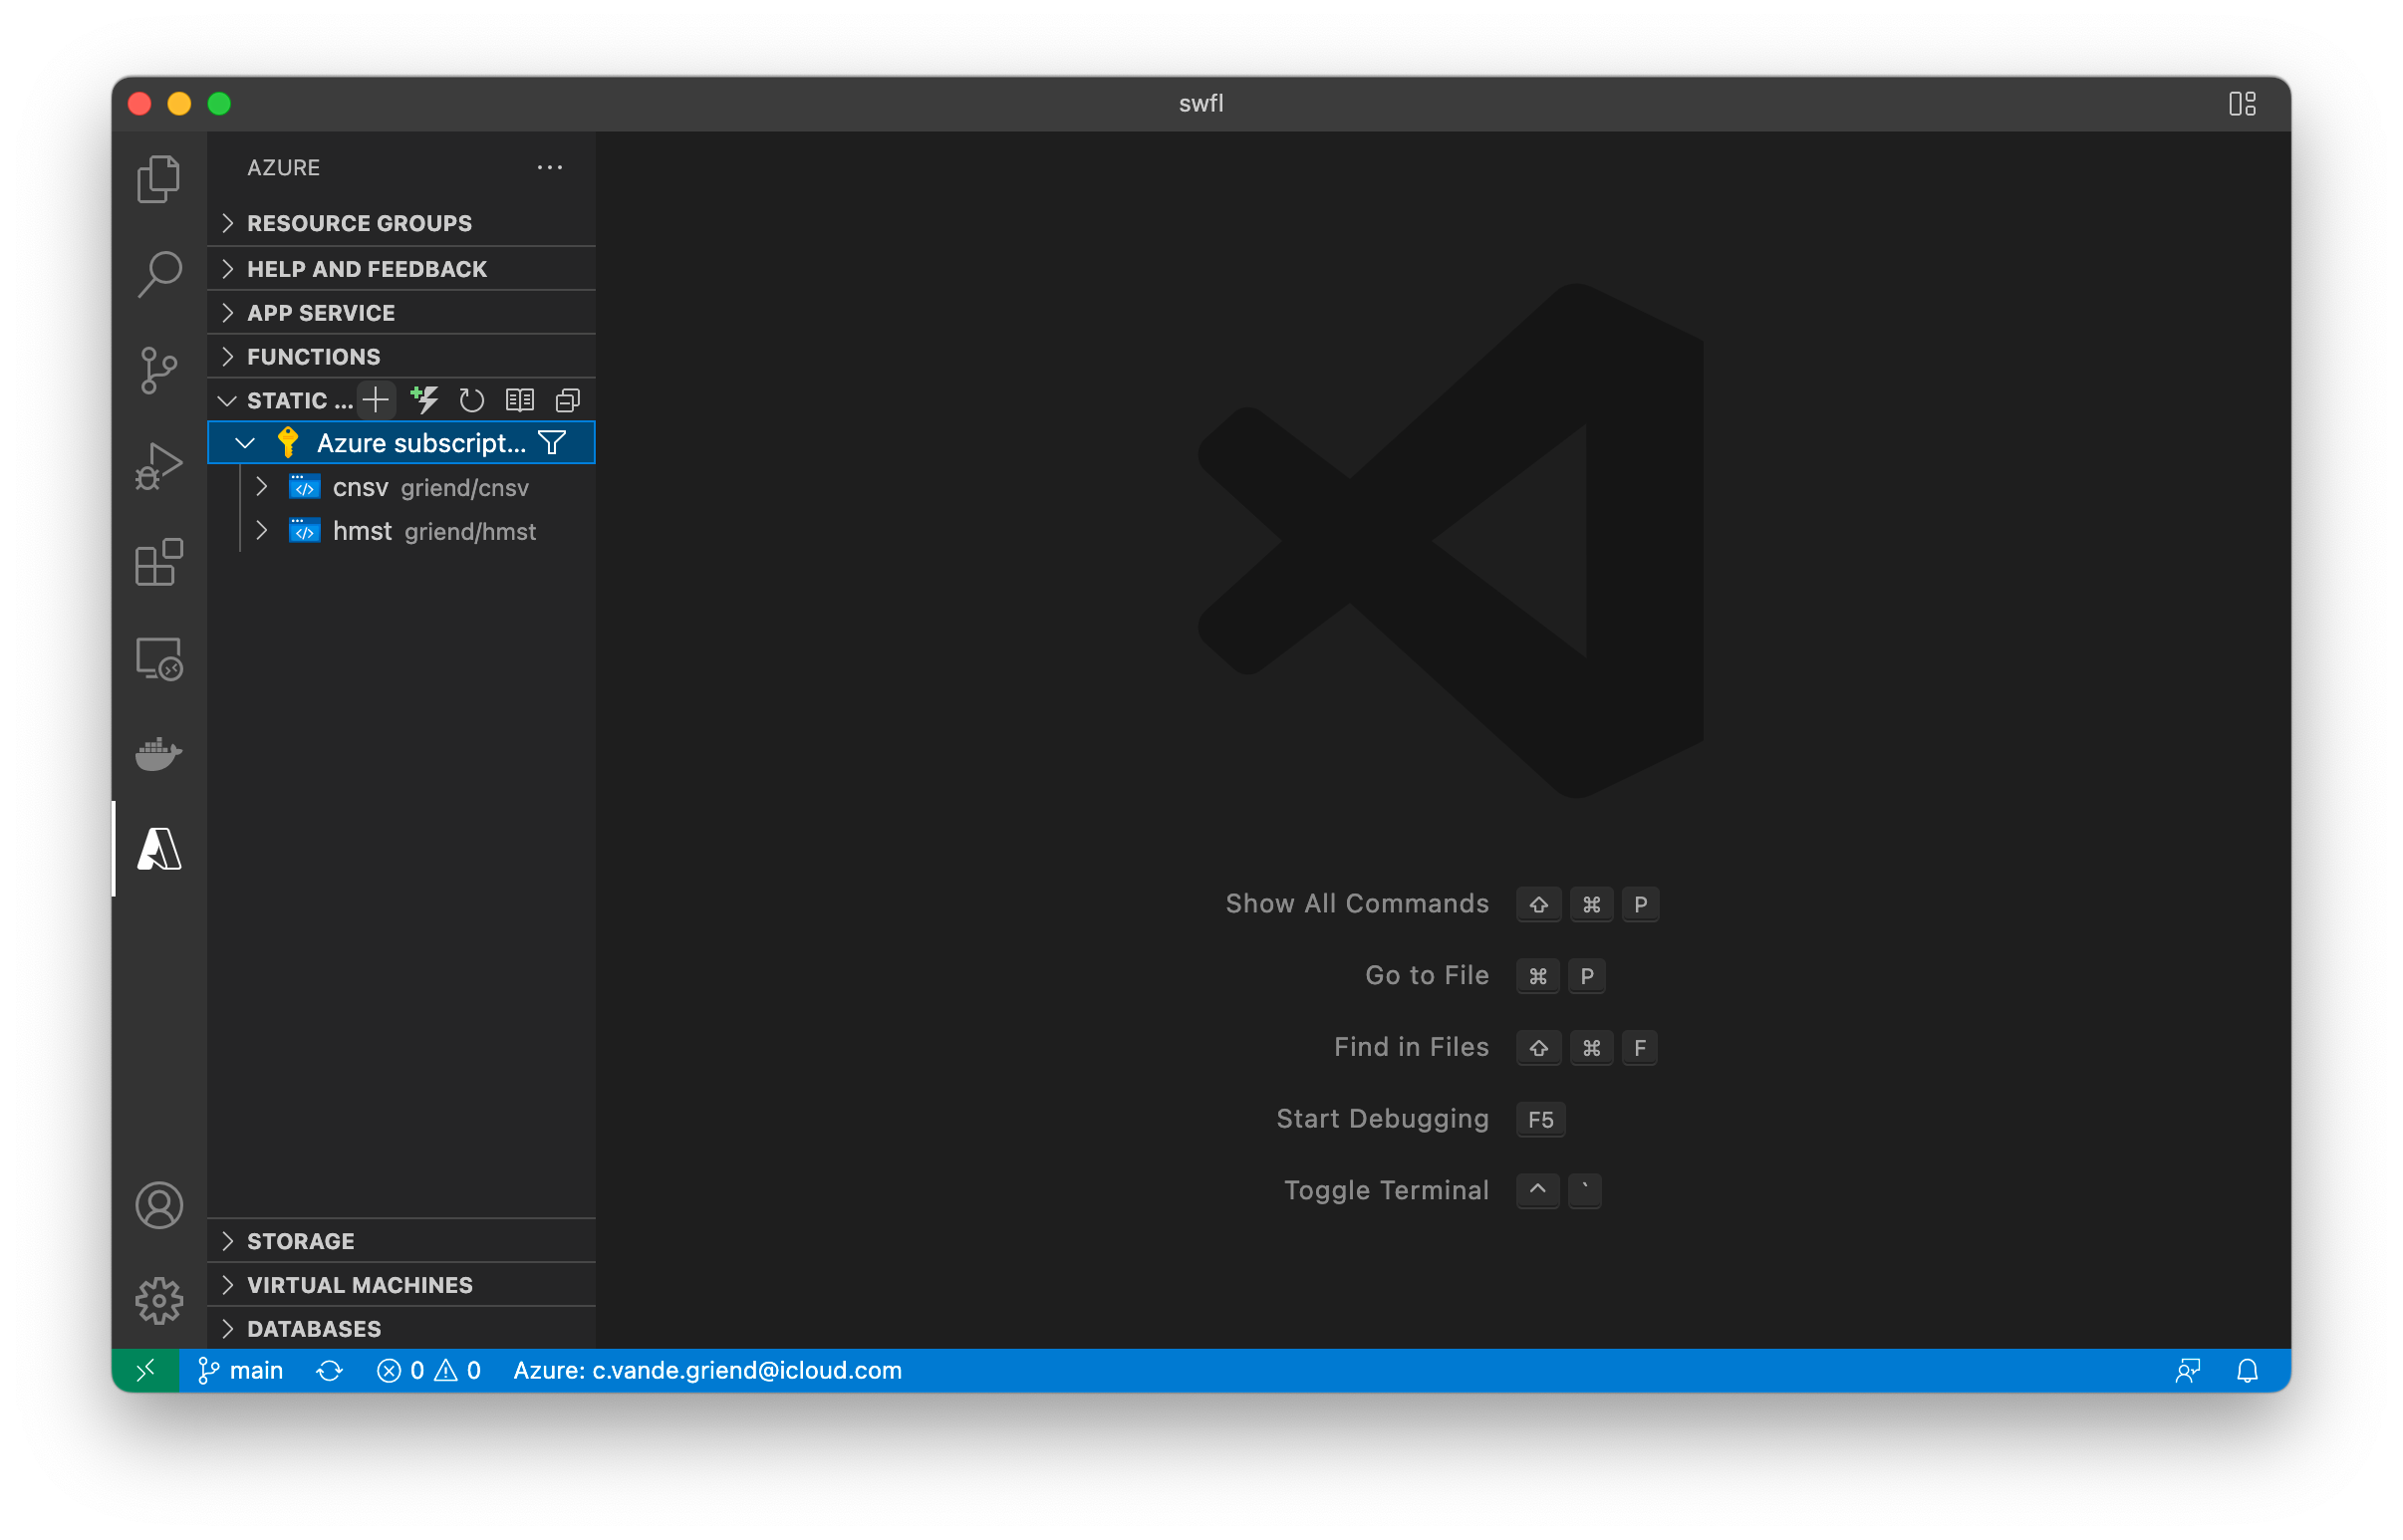 swfl
AZURE
RESOURCE GROUPS
HELP AND FEEDBACK
APP SERVICE
FUNCTIONS
STATIC ...
Azure subscript...
cnsv griend/cnsv
hmst griend/hmst
Show All Commands ⇧ ⌘ P
Go to File ⌘ P
Find in Files ⇧ ⌘ F
Start Debugging F5
Toggle Terminal ^ `
STORAGE
VIRTUAL MACHINES
DATABASES
main 0 0 Azure: c.vande.griend@icloud.com